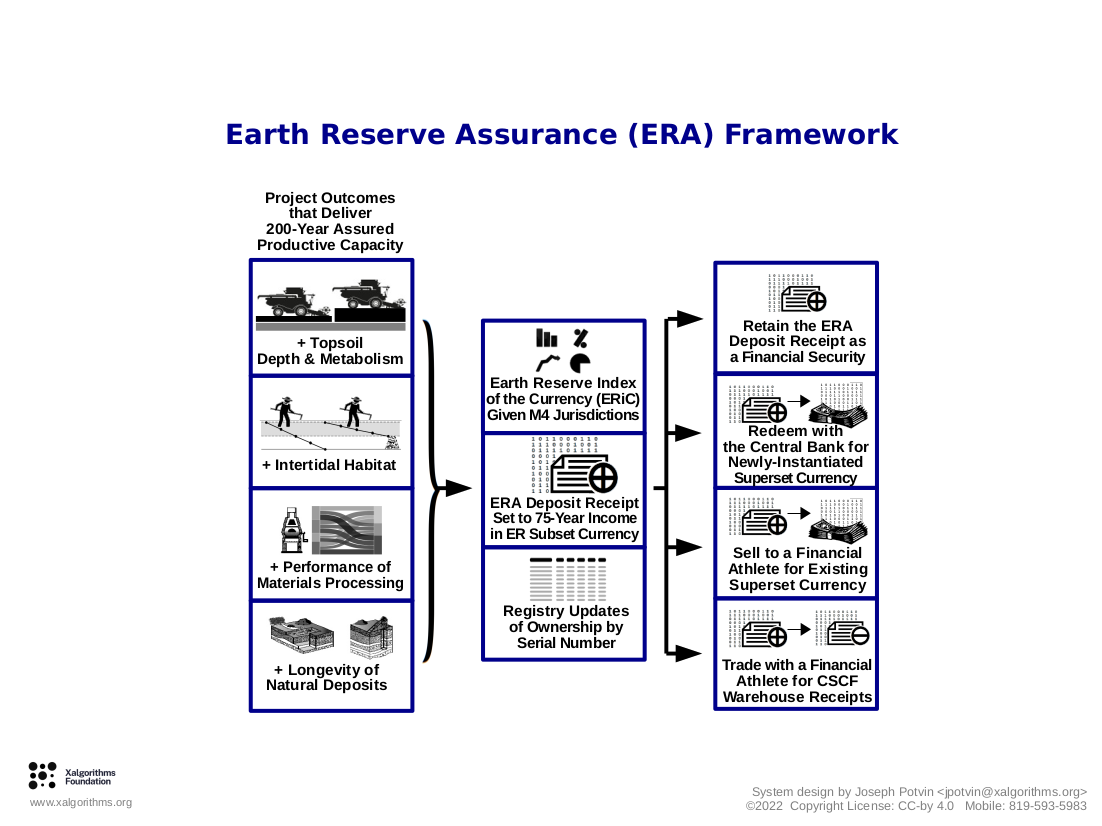 Earth Reserve Assurance (ERA) Framework
Project Outcomes
that Deliver
200-Year Assured
Productive Capacity
+ Topsoil
Depth & Metabolism
+ Intertidal Habitat
+ Performance of
Materials Processing
+ Longevity of
Natural Deposits
Earth Reserve Index
of the Currency (ERiC)
Given M4 Jurisdictions
ERA Deposit Receipt
Set to 75-Year Income
in ER Subset Currency
Registry Updates
of Ownership by
Serial Number
Retain the ERA
Deposit Receipt as
a Financial Security
Redeem with
the Central Bank for
Newly-Instantiated
Superset Currency
Sell to a Financial
Athlete for Existing
Superset Currency
Trade with a Financial
Athlete for CSCF
Warehouse Receipts
Xalgorithms
Foundation
www.xalgorithms.org
System design by Joseph Potvin <jpotvin@xalgorithms.org>
©2022 Copyright License: CC-by 4.0 Mobile: 819-593-5983